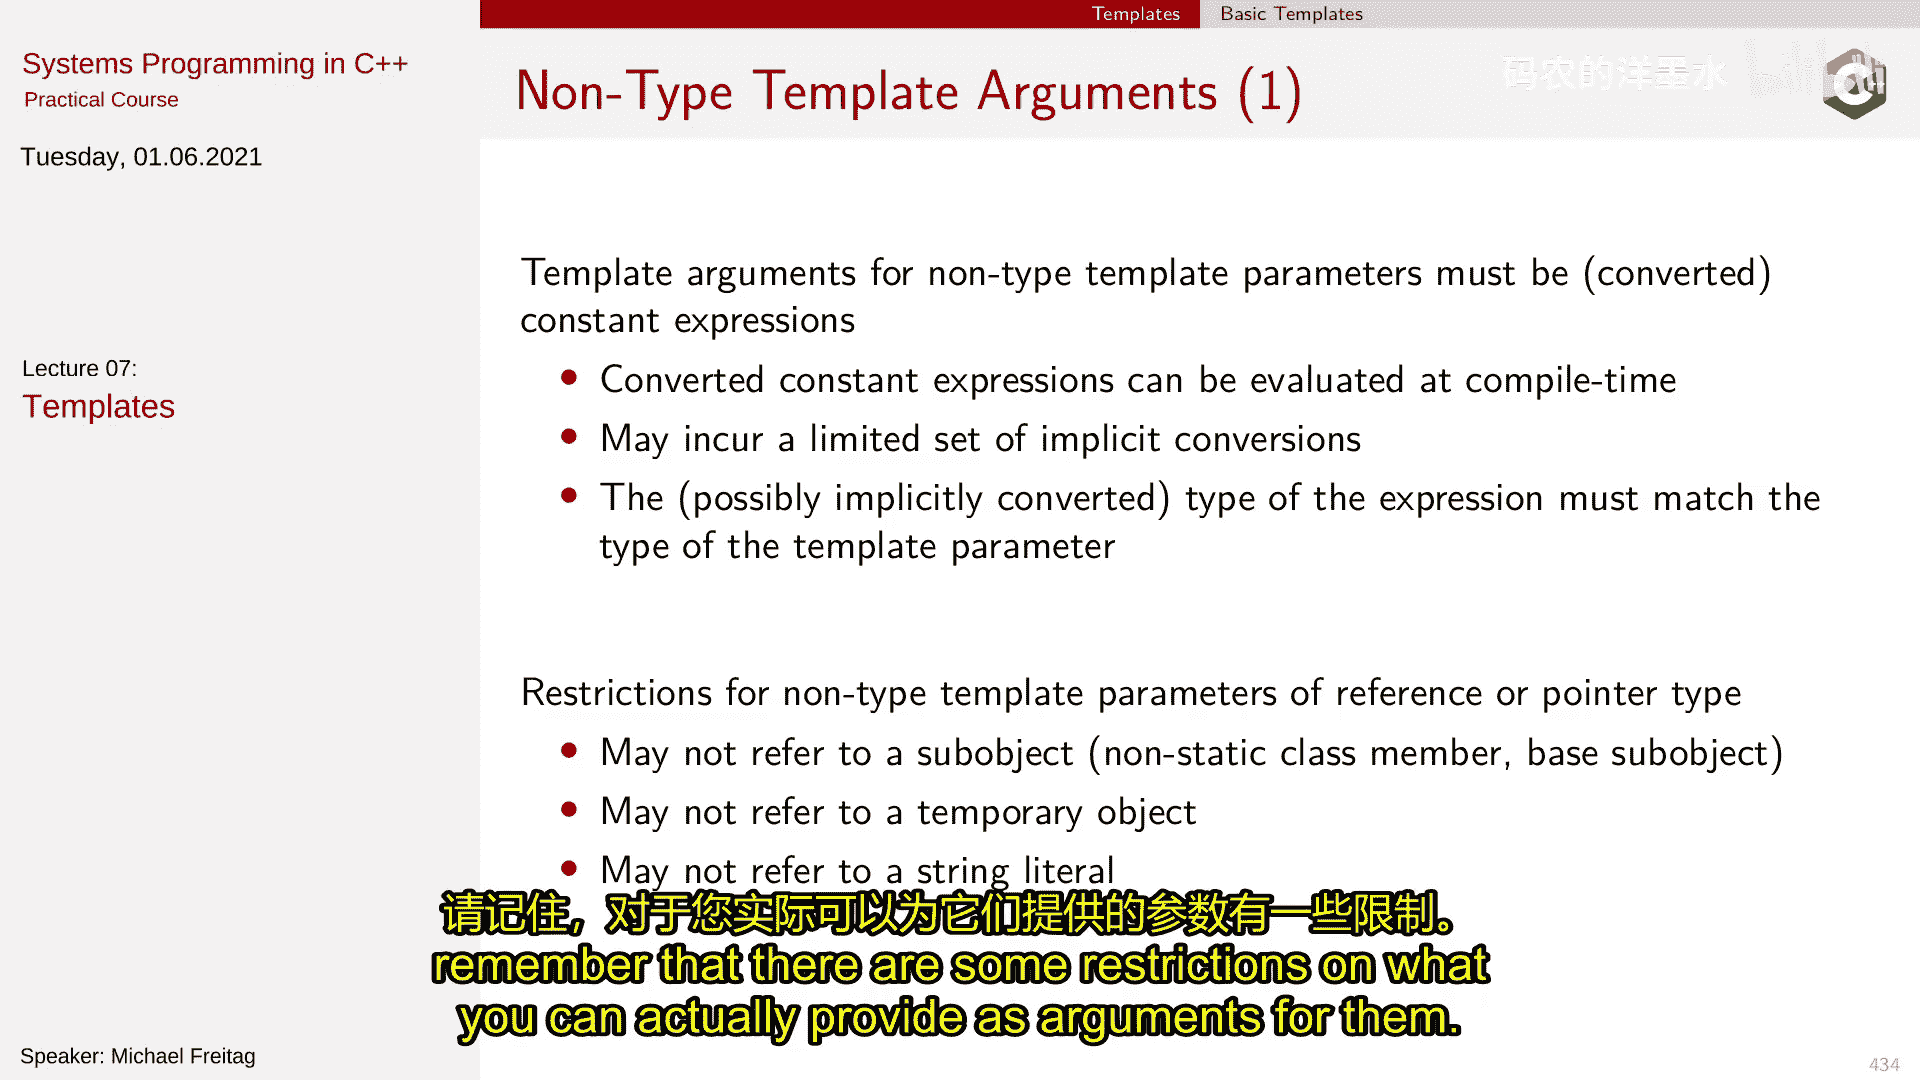 Templates Basic Templates
Systems Programming in C++
Practical Course
Tuesday, 01.06.2021
Lecture 07:
Templates
Speaker: Michael Freitag
Non-Type Template Arguments (1)
码农的洋墨水
Template arguments for non-type template parameters must be (converted)
constant expressions
• Converted constant expressions can be evaluated at compile-time
• May incur a limited set of implicit conversions
• The (possibly implicitly converted) type of the expression must match the
type of the template parameter
Restrictions for non-type template parameters of reference or pointer type
• May not refer to a subobject (non-static class member, base subobject)
• May not refer to a temporary object
• May not refer to a string literal
请记住，对于您实际可以为它们提供的参数有一些限制。
remember that there are some restrictions on what
you can actually provide as arguments for them.
434